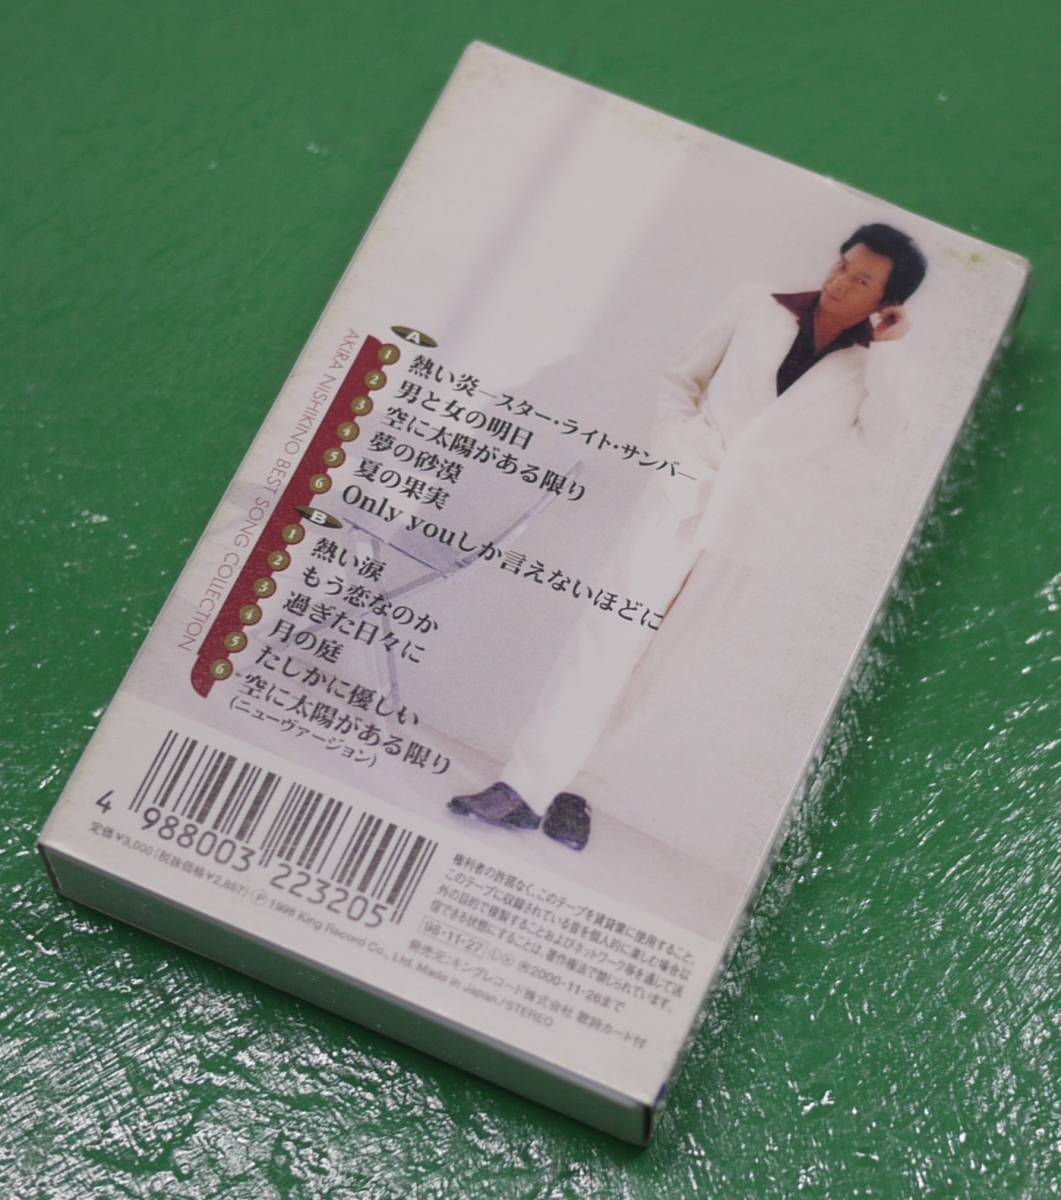 AKIRA NISHIKINO BEST SONG COLLECTION
A
1 熱い炎―スター・ライト・サンバ―
2 男と女の明日
3 空に太陽がある限り
4 夢の砂漠
5 夏の果実
6 Only youしか言えないほどに
B
1 熱い涙
2 もう恋なのか
3 過ぎた日々に
4 月の庭
5 たしかに優しい
6 空に太陽がある限り
(ニューヴァージョン)
4 988003 223205
定価¥3,000(税抜価格¥2,857) Ⓟ 1998 King Record Co., Ltd. Made in Japan/STEREO
権利者の許諾なく、このテープを賃貸業に使用すること、
このテープに収録されている音を個人的に楽しむ場合以
外の目的で複製することおよびネットワーク等を通して送
信できる状態にすることは、著作権法で禁じられています。
98・11・27 2000・11・26まで
発売元:キングレコード株式会社 歌詩カード付